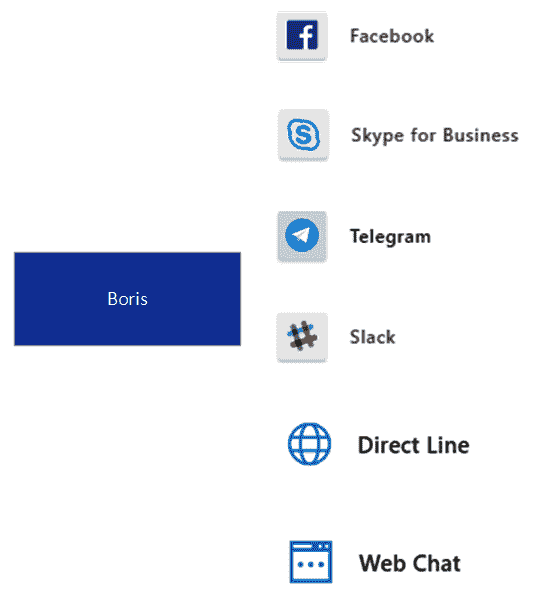 Facebook
Skype for Business
Telegram
Boris
Slack
Direct Line
Web Chat